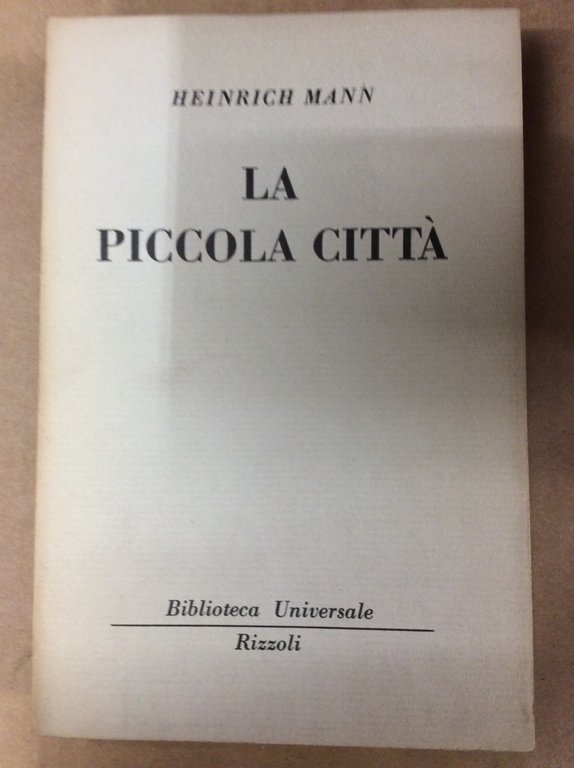 HEINRICH MANN
LA
PICCOLA CITTÀ
Biblioteca Universale
Rizzoli